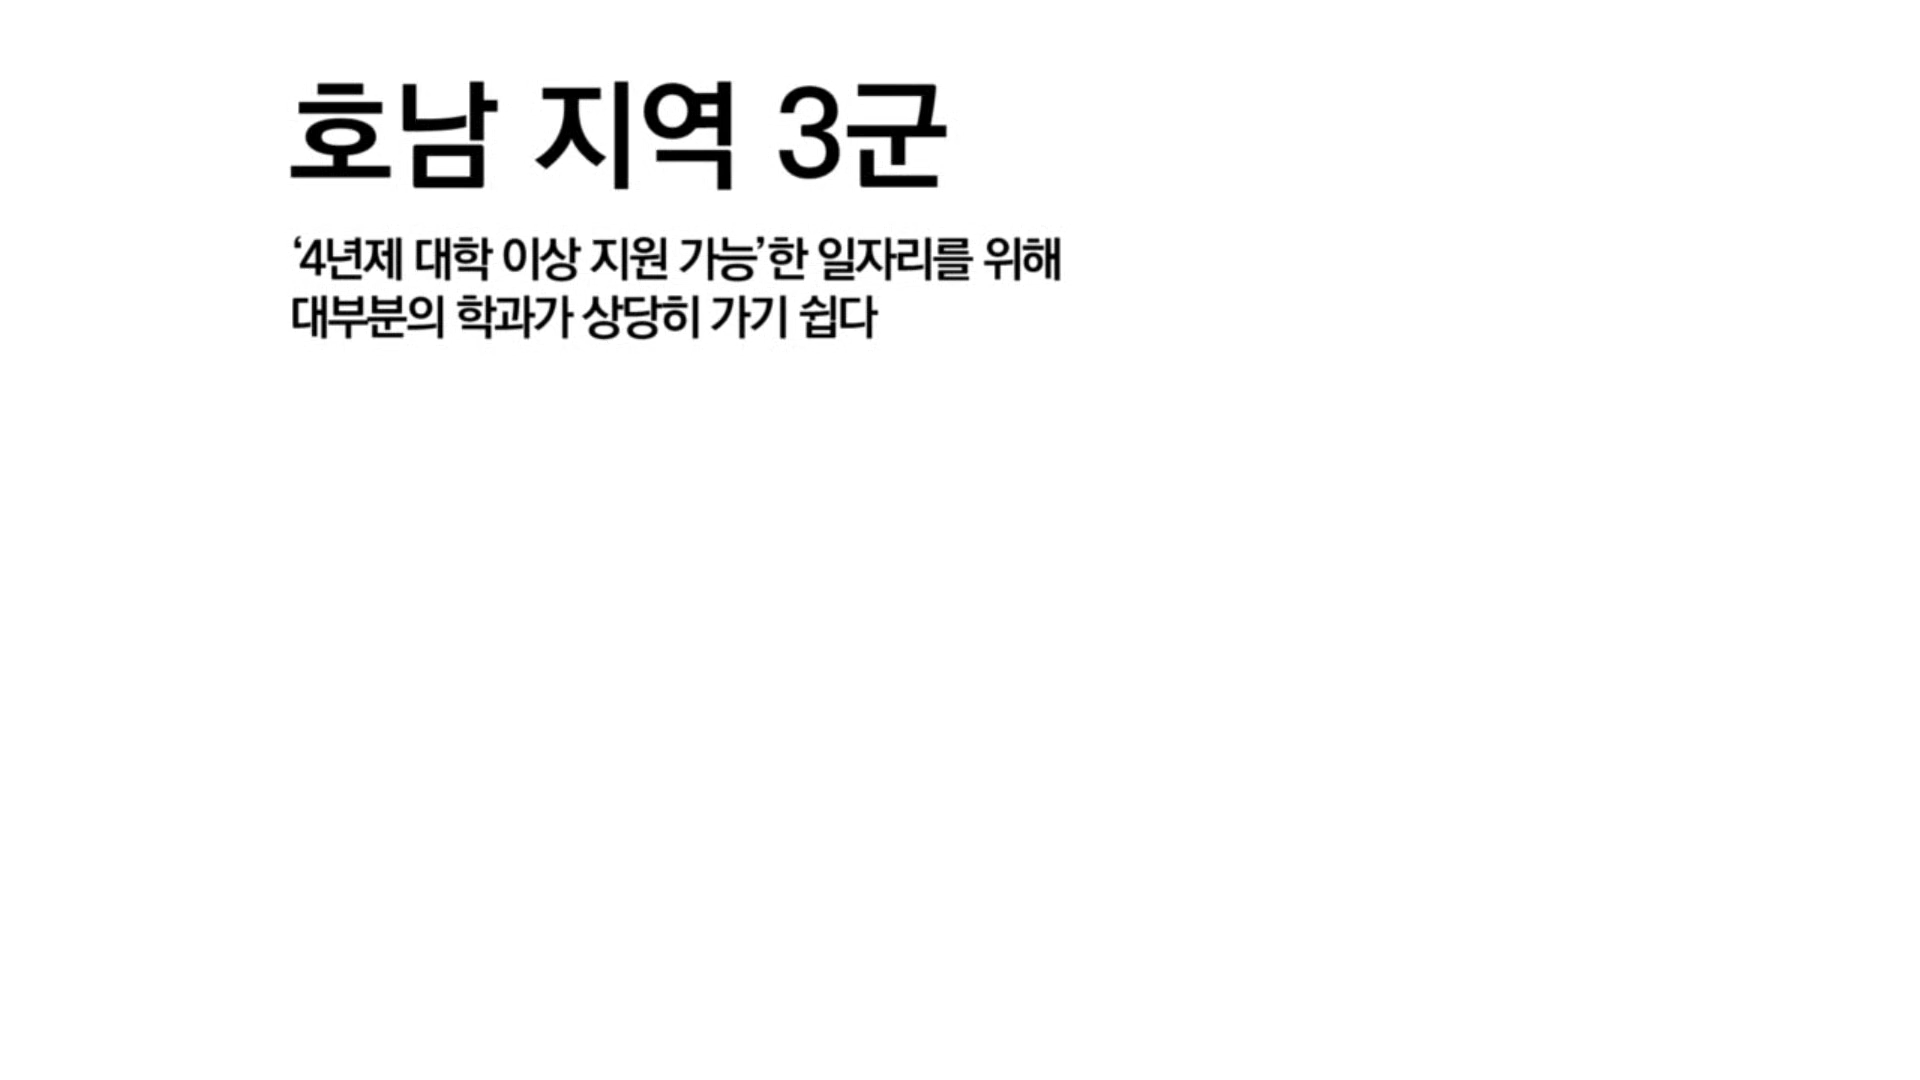 호남 지역 3군
‘4년제 대학 이상 지원 가능’한 일자리를 위해
대부분의 학과가 상당히 가기 쉽다